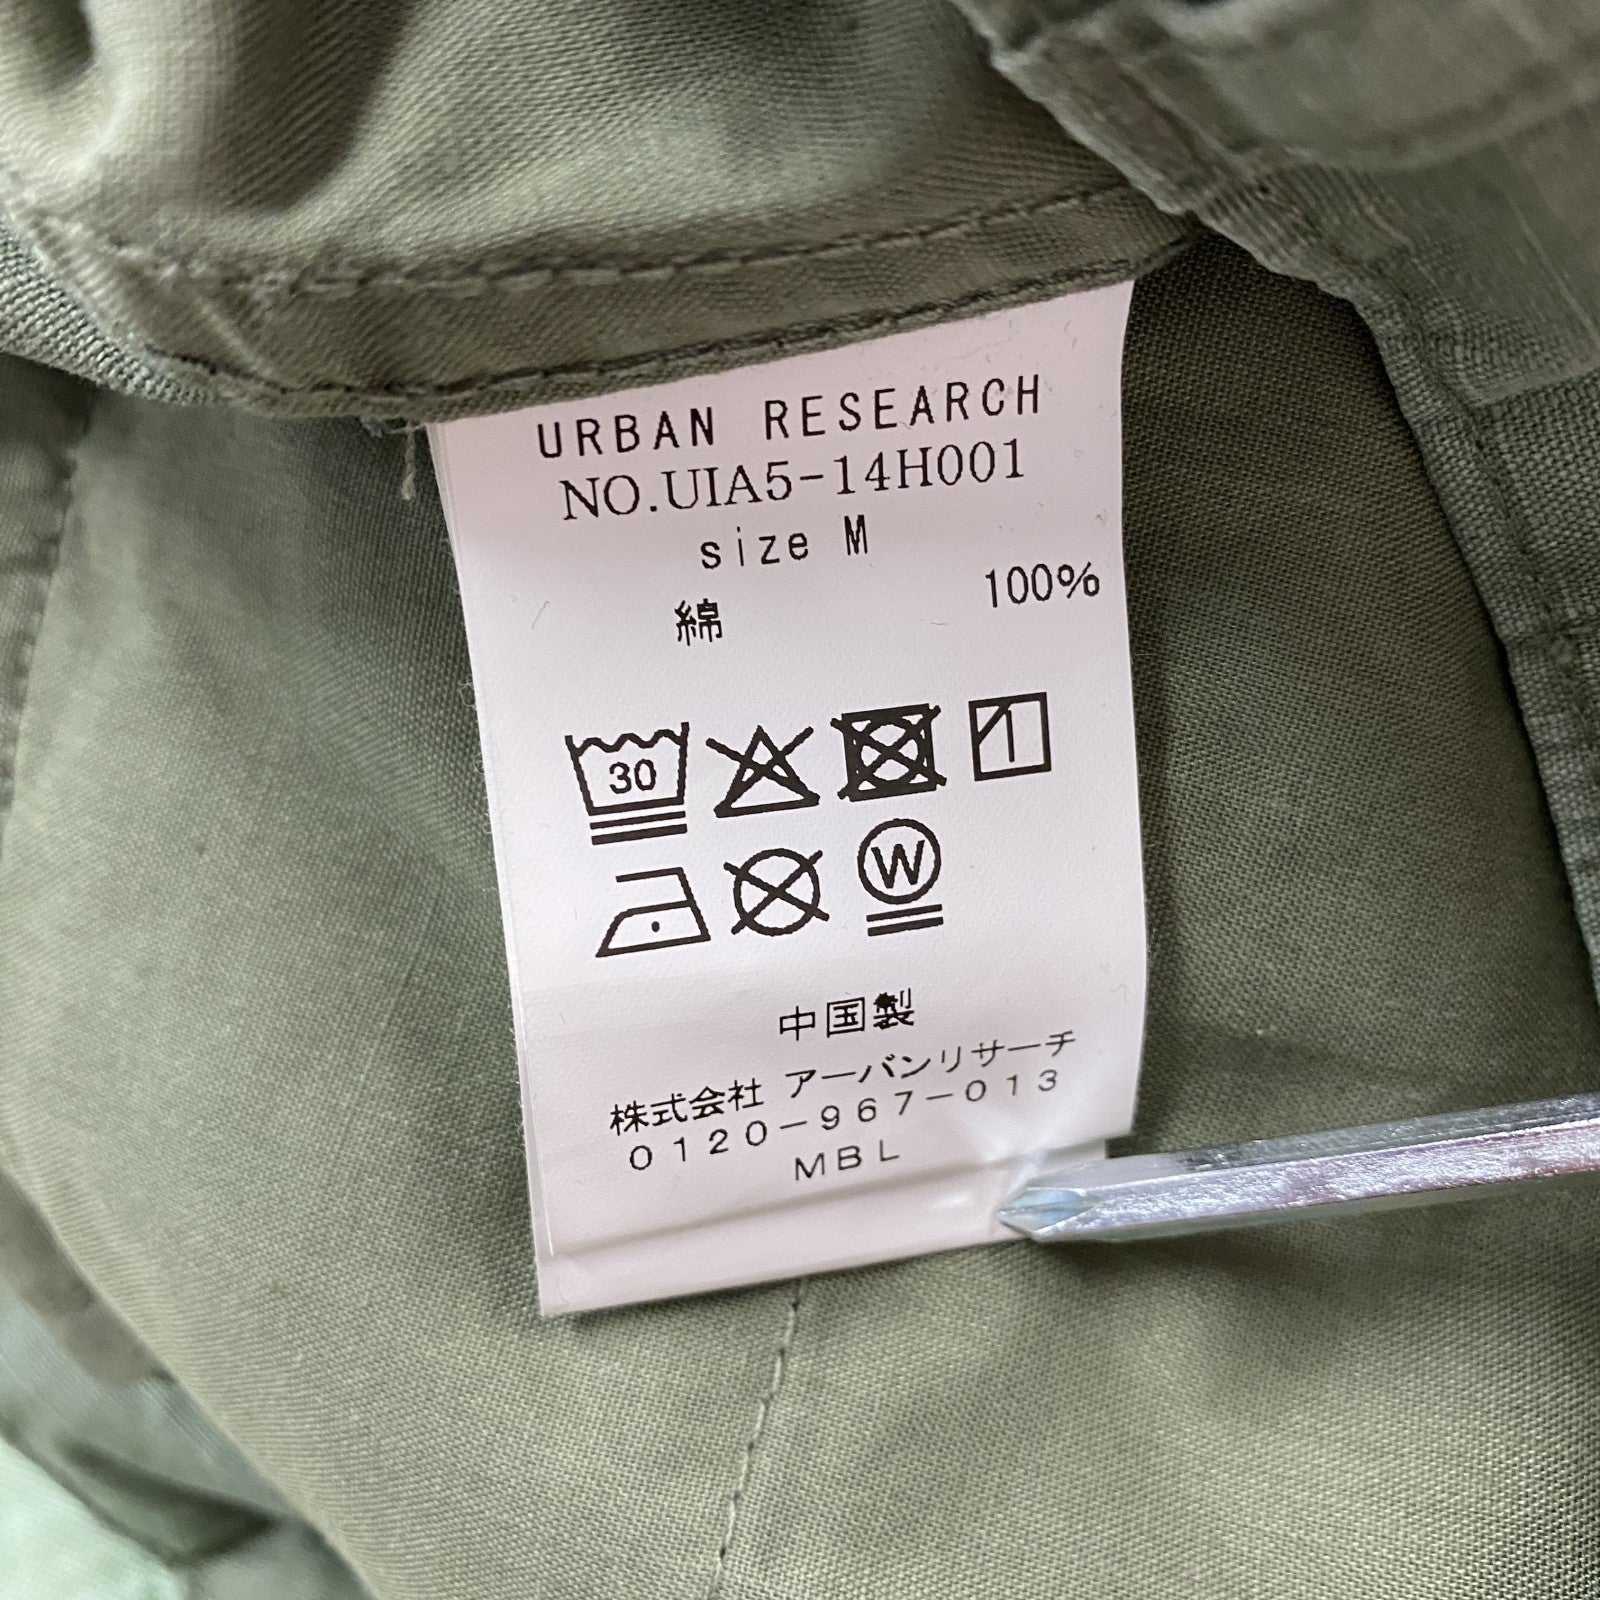 URBAN RESEARCH
NO.UIA5-14H001
size M
綿 100%
30
W
中国製
株式会社 アーバンリサーチ
0120-967-013
MBL